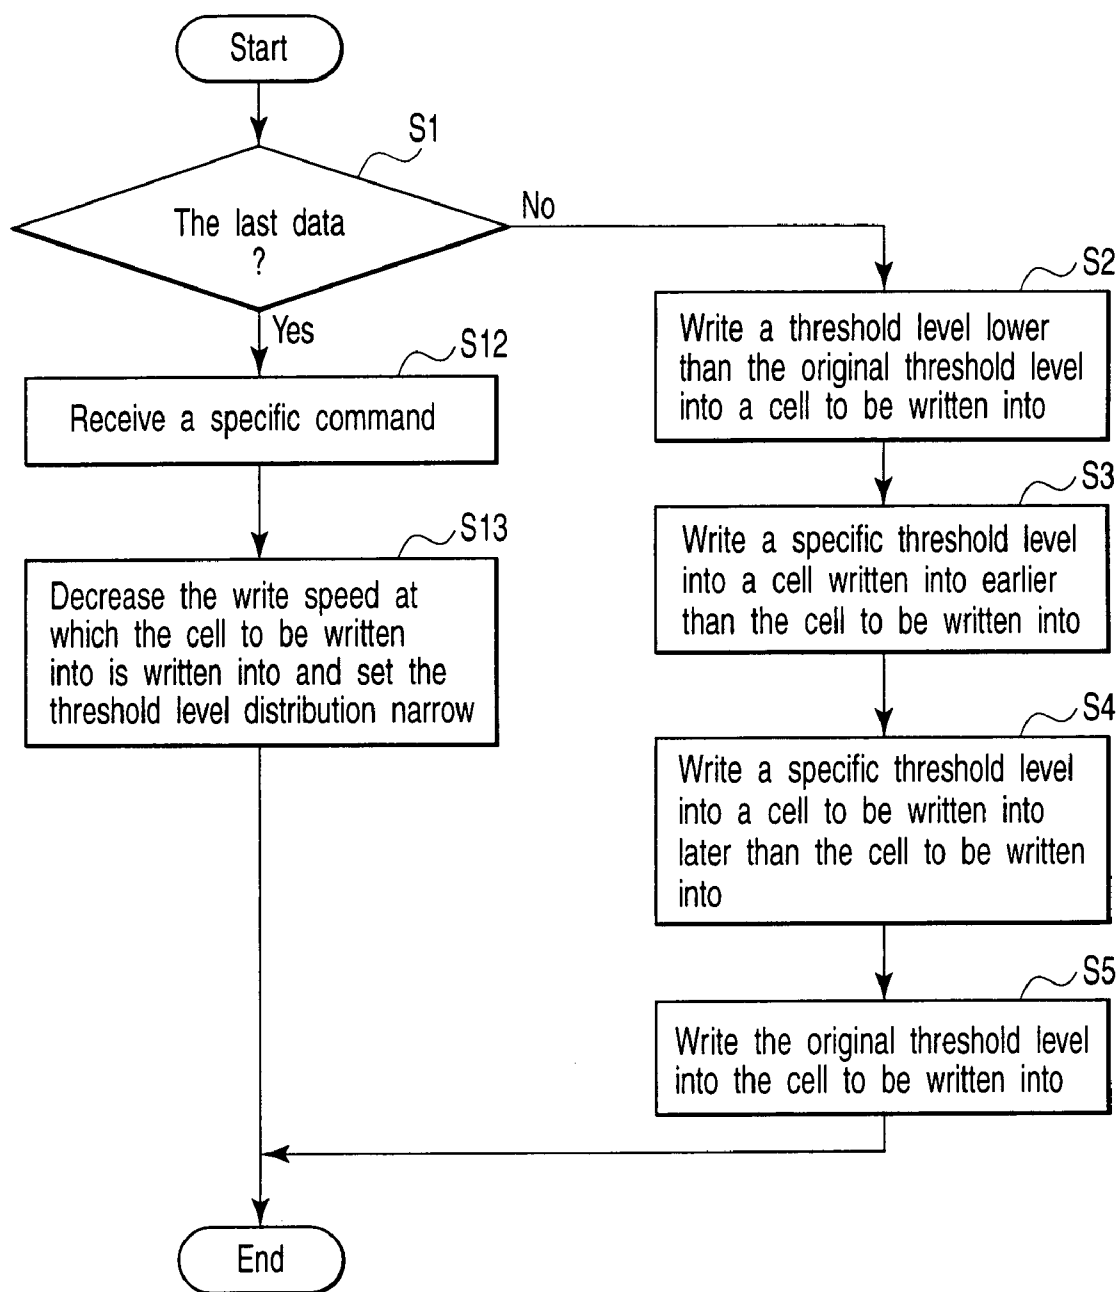 Start
S1
The last data
?
No
Yes
S12
Receive a specific command
S13
Decrease the write speed at
which the cell to be written
into is written into and set the
threshold level distribution narrow
S2
Write a threshold level lower
than the original threshold level
into a cell to be written into
S3
Write a specific threshold level
into a cell written into earlier
than the cell to be written into
S4
Write a specific threshold level
into a cell to be written into
later than the cell to be written
into
S5
Write the original threshold level
into the cell to be written into
End